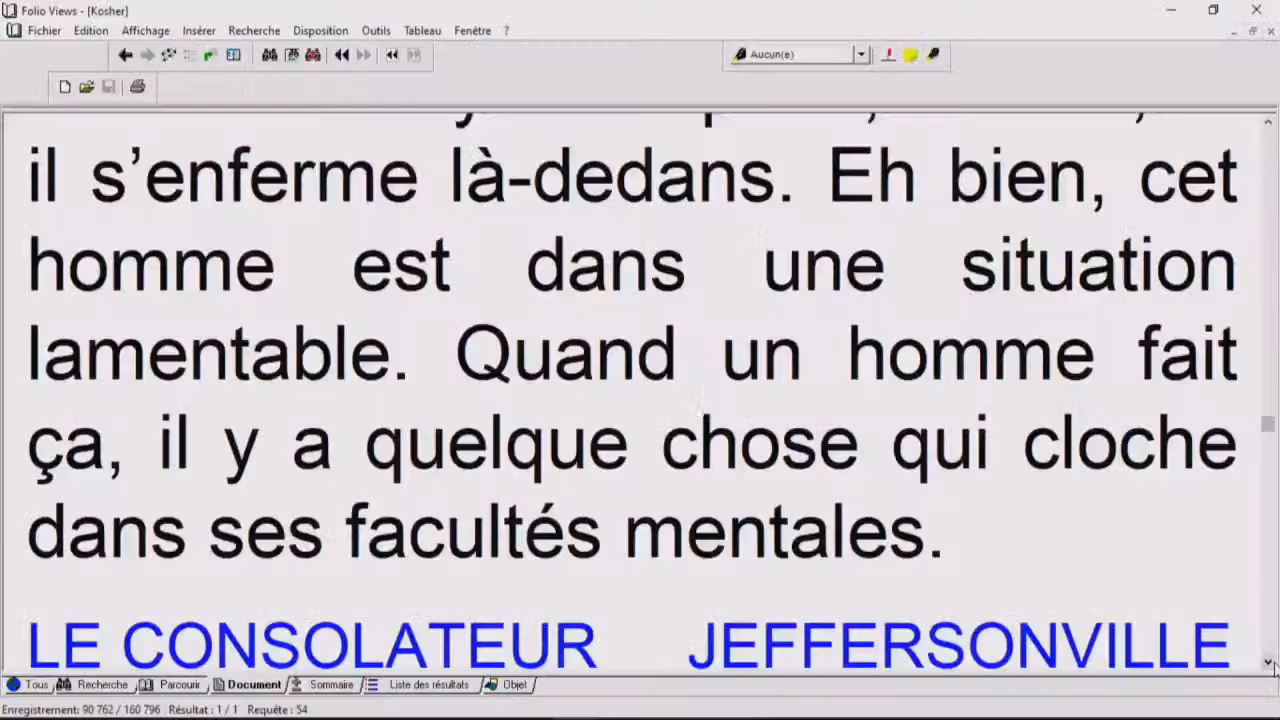 Folio Views - [Kosher]
Fichier Edition Affichage Insérer Recherche Disposition Outils Tableau Fenêtre ?
Aucun(e)
il s’enferme là-dedans. Eh bien, cet
homme est dans une situation
lamentable. Quand un homme fait
ça, il y a quelque chose qui cloche
dans ses facultés mentales.
LE CONSOLATEUR JEFFERSONVILLE
Tous Recherche Parcourir Document Sommaire Liste des résultats Objet
Enregistrement: 90 762 / 160 796 Résultat : 1 / 1 Requête : 54